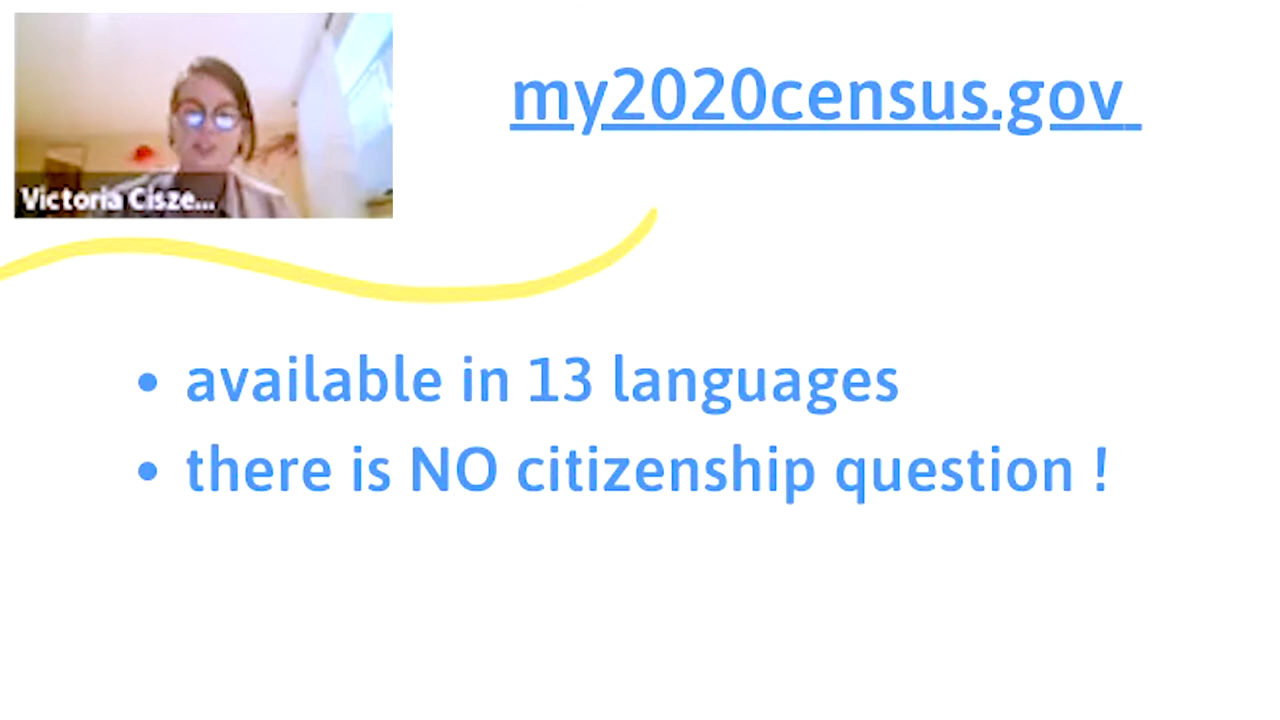 my2020census.gov
Victoria Cisze...
• available in 13 languages
• there is NO citizenship question !